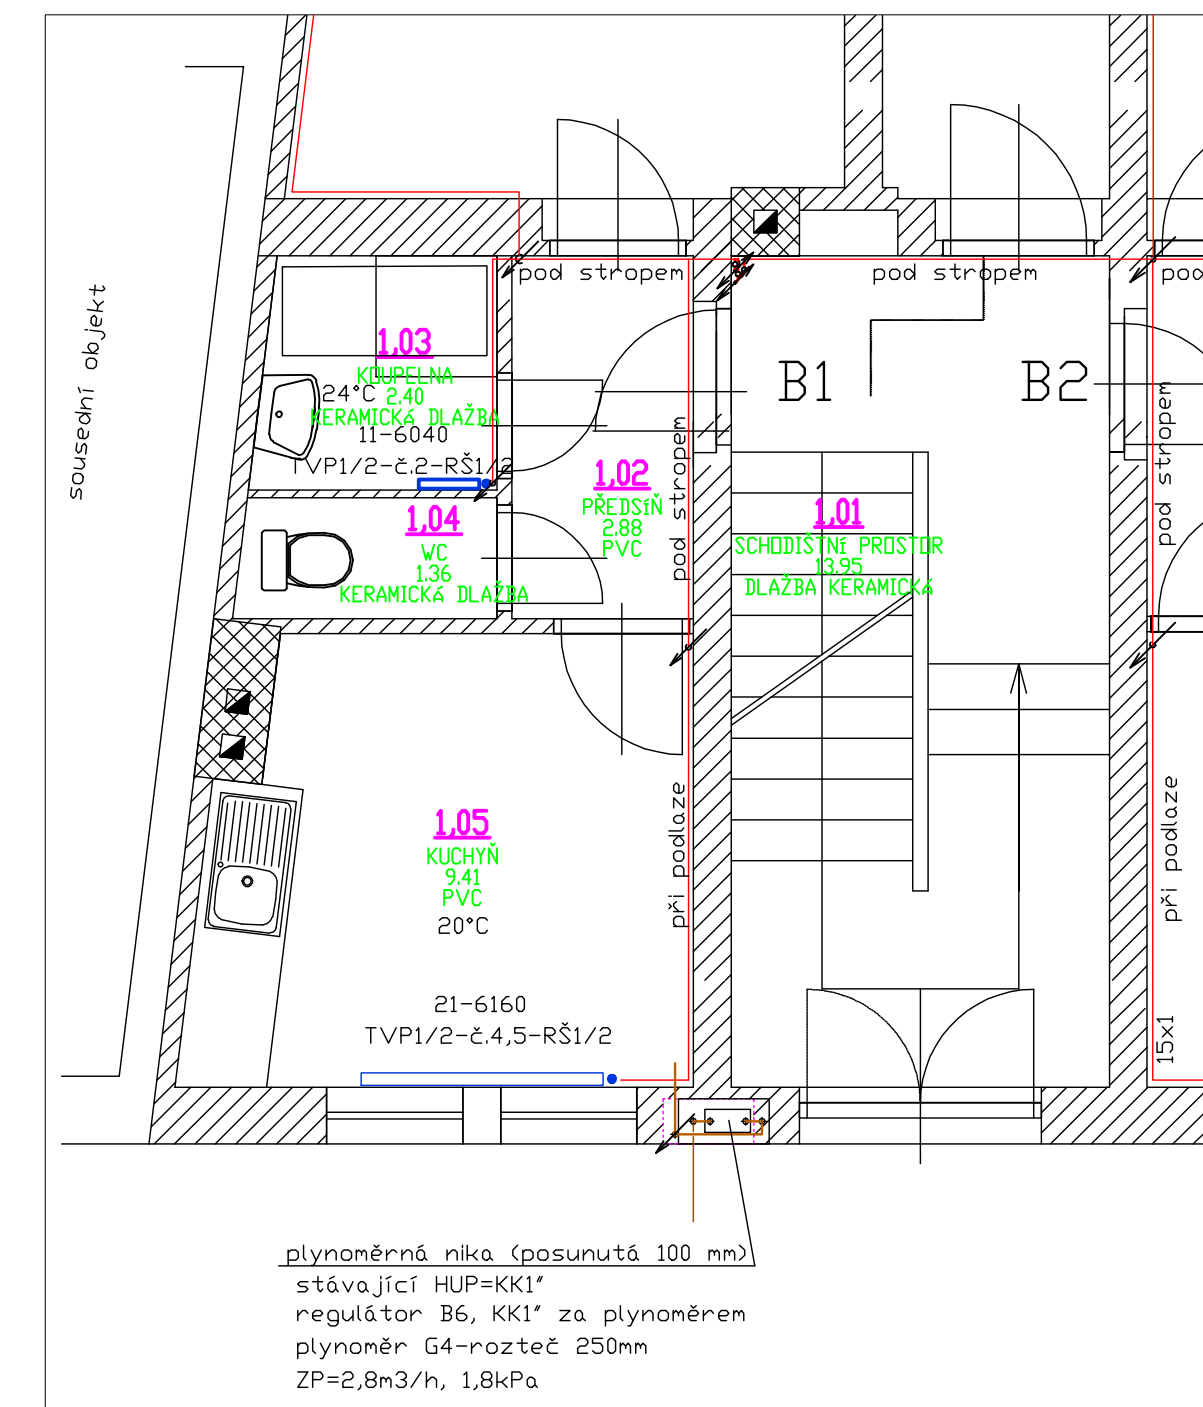 sousední objekt
pod stropem
pod stropem
pod
1,03
KOUPELNA
24°C 2.40
KERAMICKá DLAŽBA
11-6040
TVP1/2-č.2-RŠ1/2
B1
B2
pod stropem
pod stropem
1,02
PŘEDSíŇ
2.88
PVC
1,04
WC
1.36
KERAMICKá DLAŽBA
1,01
SCHODIŠTNí PROSTOR
13.95
DLAŽBA KERAMICKá
1,05
KUCHYŇ
9.41
PVC
20°C
při podlaze
při podlaze
21-6160
TVP1/2-č.4,5-RŠ1/2
15x1
plynoměrná nika (posunutá 100 mm)
stávající HUP=KK1"
regulátor B6, KK1" za plynoměrem
plynoměr G4-rozteč 250mm
ZP=2,8m3/h, 1,8kPa